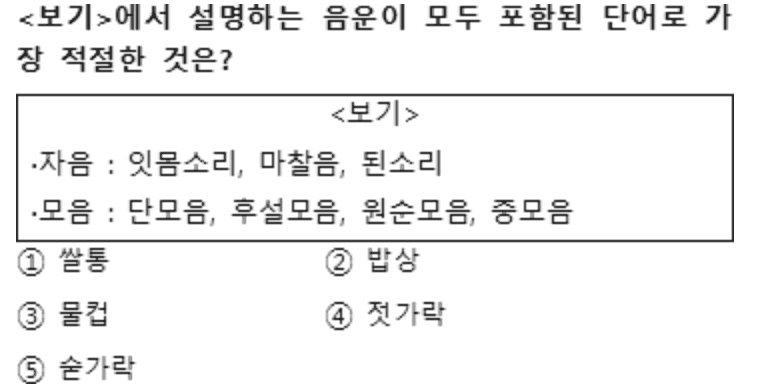 <보기>에서 설명하는 음운이 모두 포함된 단어로 가
장 적절한 것은?
<보기>
·자음 : 잇몸소리, 마찰음, 된소리
·모음 : 단모음, 후설모음, 원순모음, 중모음
① 쌀통 ② 밥상
③ 물컵 ④ 젓가락
⑤ 숟가락